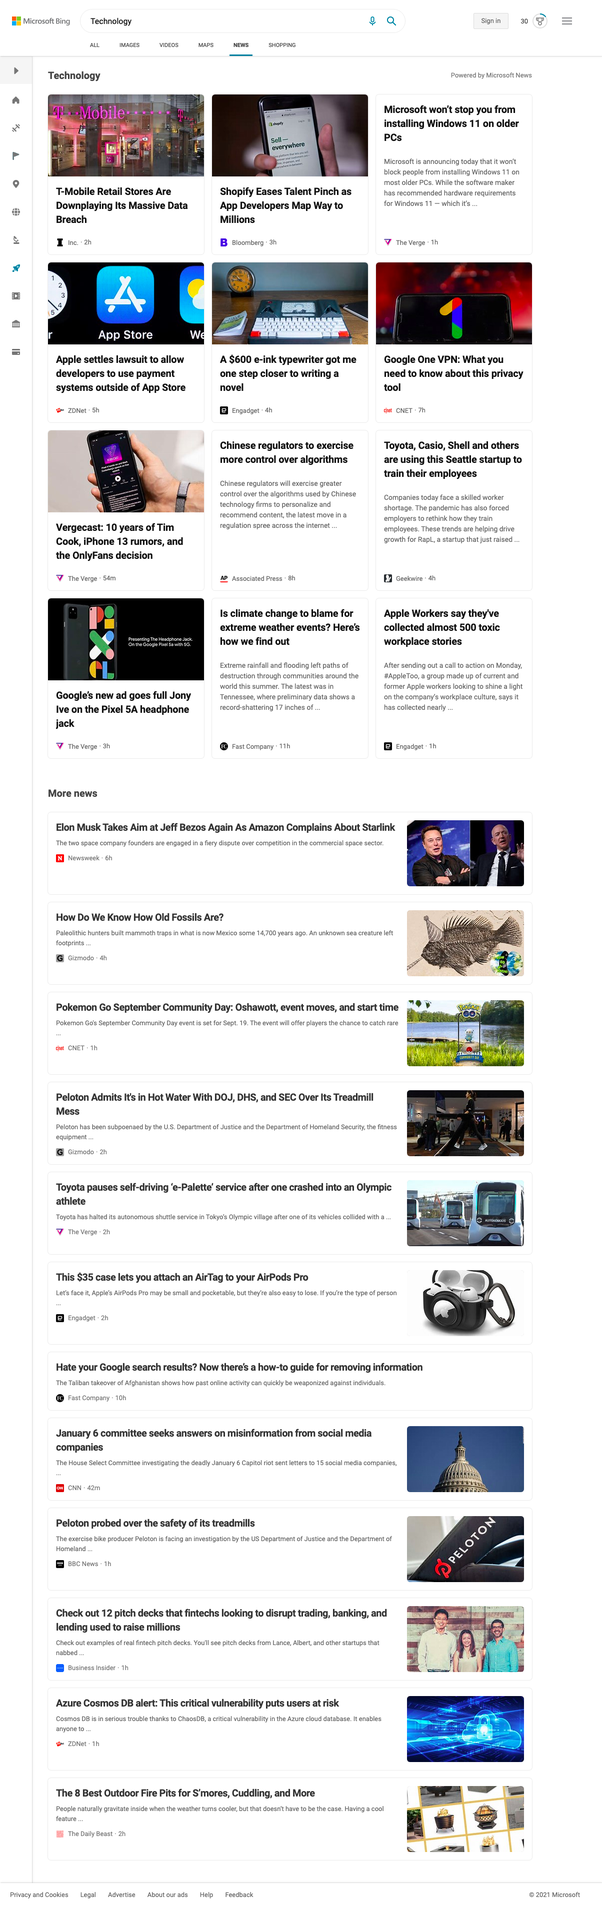 Microsoft Bing
Technology
Sign in
30
ALL
IMAGES
VIDEOS
MAPS
NEWS
SHOPPING
Technology
Powered by Microsoft News
T-Mobile
T
T-Mobile Retail Stores Are
Downplaying Its Massive Data
Breach
Inc. · 2h
shopify
Sell —
everywhere
Shopify Eases Talent Pinch as
App Developers Map Way to
Millions
Bloomberg · 3h
Microsoft won't stop you from
installing Windows 11 on older
PCs
Microsoft is announcing today that it won't
block people from installing Windows 11 on
most older PCs. While the software maker
has recommended hardware requirements
for Windows 11 — which it's ...
The Verge · 1h
r
App Store
We
Apple settles lawsuit to allow
developers to use payment
systems outside of App Store
ZDNet · 5h
A $600 e-ink typewriter got me
one step closer to writing a
novel
Engadget · 4h
Google One VPN: What you
need to know about this privacy
tool
CNET · 7h
Vergecast: 10 years of Tim
Cook, iPhone 13 rumors, and
the OnlyFans decision
The Verge · 54m
Chinese regulators to exercise
more control over algorithms
Chinese regulators will exercise greater
control over the algorithms used by Chinese
technology firms to personalize and
recommend content, the latest move in a
regulation spree across the internet ...
AP
Associated Press · 8h
Toyota, Casio, Shell and others
are using this Seattle startup to
train their employees
Companies today face a skilled worker
shortage. The pandemic has also forced
employers to rethink how they train
employees. These trends are helping drive
growth for RapL, a startup that just raised ...
Geekwire · 4h
Presenting The Headphone Jack.
On the Google Pixel 5a with 5G.
Google's new ad goes full Jony
Ive on the Pixel 5A headphone
jack
The Verge · 3h
Is climate change to blame for
extreme weather events? Here's
how we find out
Extreme rainfall and flooding left paths of
destruction through communities around the
world this summer. The latest was in
Tennessee, where preliminary data shows a
record-shattering 17 inches of ...
Fast Company · 11h
Apple Workers say they've
collected almost 500 toxic
workplace stories
After sending out a call to action on Monday,
#AppleToo, a group made up of current and
former Apple workers looking to shine a light
on the company's workplace culture, says it
has collected nearly ...
Engadget · 1h
More news
Elon Musk Takes Aim at Jeff Bezos Again As Amazon Complains About Starlink
The two space company founders are engaged in a fiery dispute over competition in the commercial space sector.
Newsweek · 6h
How Do We Know How Old Fossils Are?
Paleolithic hunters built mammoth traps in what is now Mexico some 14,700 years ago. An unknown sea creature left
footprints ...
Gizmodo · 4h
Pokemon Go September Community Day: Oshawott, event moves, and start time
Pokemon Go's September Community Day event is set for Sept. 19. The event will offer players the chance to catch rare
...
CNET · 1h
Peloton Admits It's in Hot Water With DOJ, DHS, and SEC Over Its Treadmill
Mess
Peloton has been subpoenaed by the U.S. Department of Justice and the Department of Homeland Security, the fitness
equipment ...
Gizmodo · 2h
Toyota pauses self-driving 'e-Palette' service after one crashed into an Olympic
athlete
Toyota has halted its autonomous shuttle service in Tokyo's Olympic village after one of its vehicles collided with a ...
The Verge · 2h
This $35 case lets you attach an AirTag to your AirPods Pro
Let's face it, Apple's AirPods Pro may be small and pocketable, but they're also easy to lose. If you're the type of person
...
Engadget · 2h
Hate your Google search results? Now there's a how-to guide for removing information
The Taliban takeover of Afghanistan shows how past online activity can quickly be weaponized against individuals.
Fast Company · 10h
January 6 committee seeks answers on misinformation from social media
companies
The House Select Committee investigating the deadly January 6 Capitol riot sent letters to 15 social media companies,
...
CNN · 42m
Peloton probed over the safety of its treadmills
The exercise bike producer Peloton is facing an investigation by the US Department of Justice and the Department of
Homeland ...
BBC News · 1h
PELOTON
Check out 12 pitch decks that fintechs looking to disrupt trading, banking, and
lending used to raise millions
Check out examples of real fintech pitch decks. You'll see pitch decks from Lance, Albert, and other startups that
nabbed ...
Business Insider · 1h
Azure Cosmos DB alert: This critical vulnerability puts users at risk
Cosmos DB is in serious trouble thanks to ChaosDB, a critical vulnerability in the Azure cloud database. It enables
anyone to ...
ZDNet · 1h
The 8 Best Outdoor Fire Pits for S'mores, Cuddling, and More
People naturally gravitate inside when the weather turns cooler, but that doesn't have to be the case. Having a cool
feature ...
The Daily Beast · 2h
Privacy and Cookies
Legal
Advertise
About our ads
Help
Feedback
© 2021 Microsoft